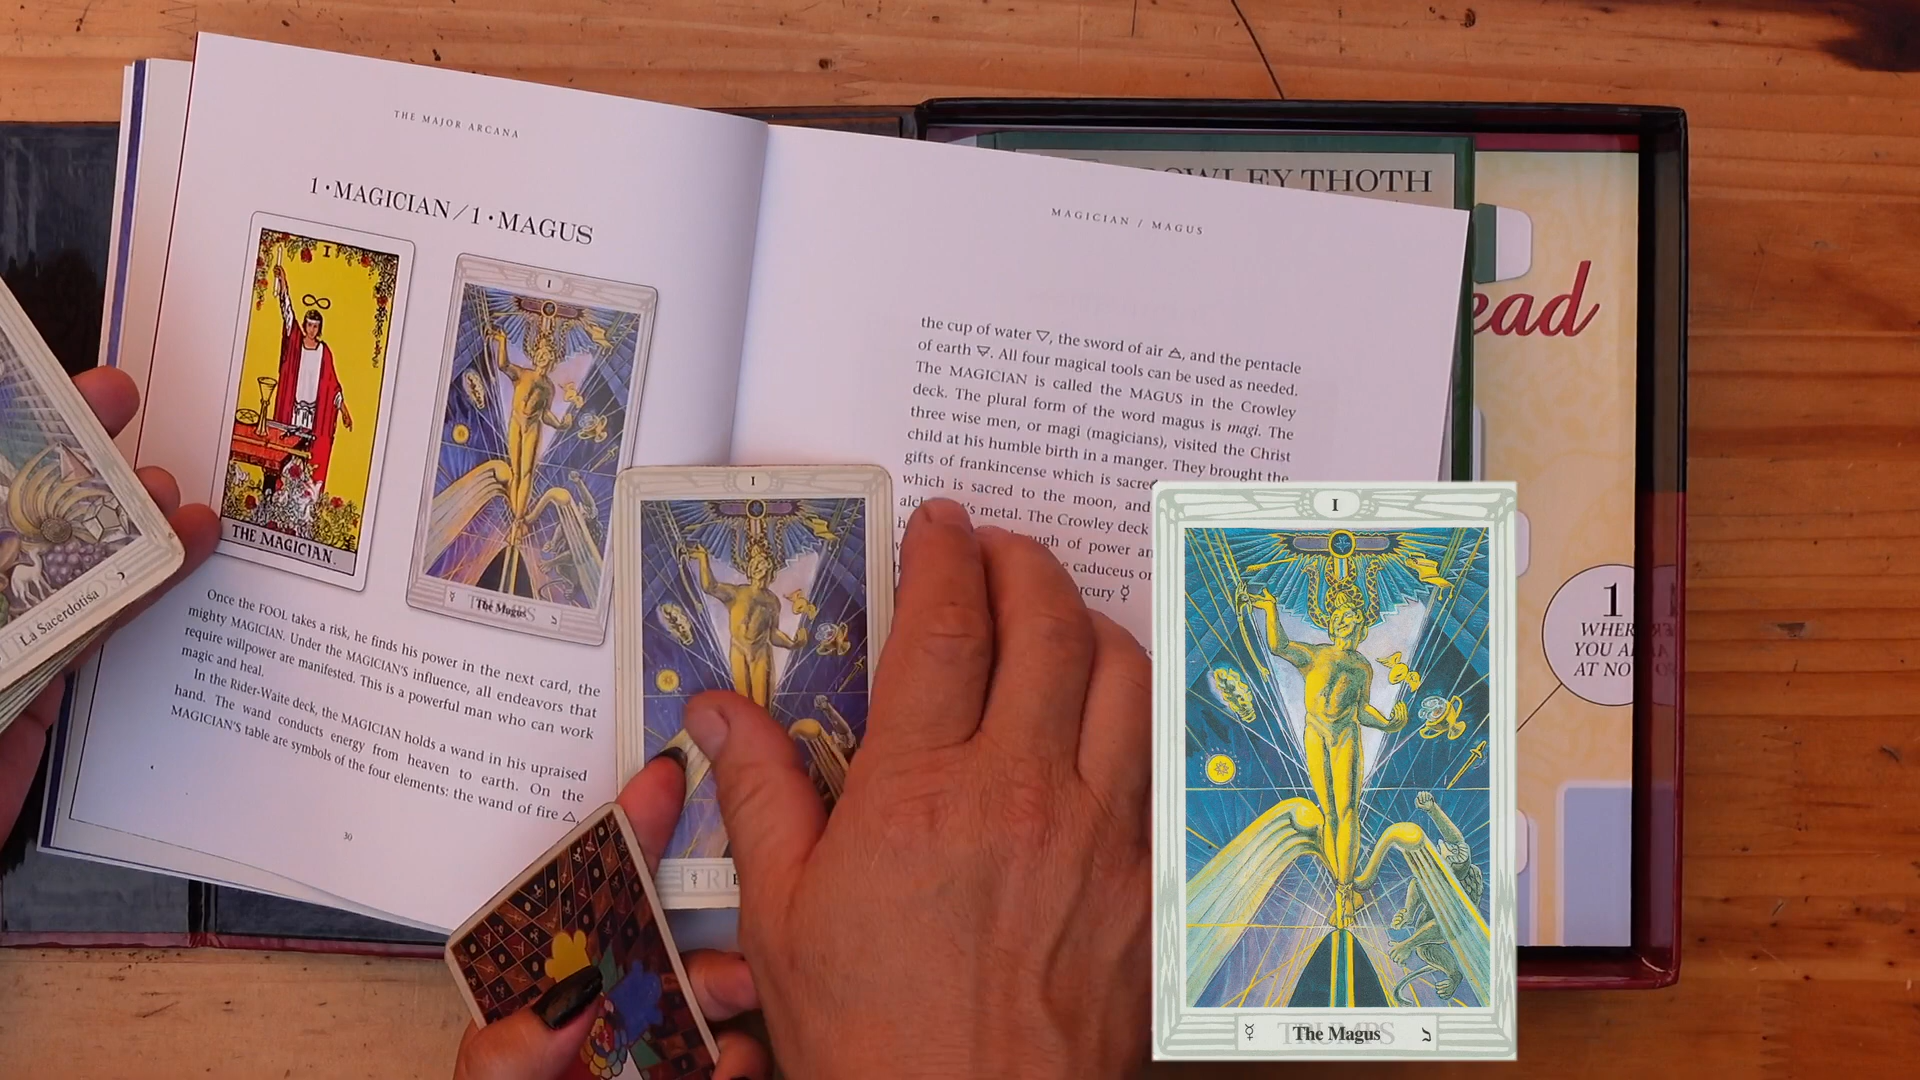 THE MAJOR ARCANA
1 • MAGICIAN / 1 • MAGUS
I
THE MAGICIAN.
I
TRUMPS
The Magus
Once the FOOL takes a risk, he finds his power in the next card, the
mighty MAGICIAN. Under the MAGICIAN'S influence, all endeavors that
require willpower are manifested. This is a powerful man who can work
magic and heal.
In the Rider-Waite deck, the MAGICIAN holds a wand in his upraised
hand. The wand conducts energy from heaven to earth. On the
MAGICIAN'S table are symbols of the four elements: the wand of fire 🜂,
30
MAGICIAN / MAGUS
the cup of water 🜄, the sword of air 🜁, and the pentacle
of earth 🜃. All four magical tools can be used as needed.
The MAGICIAN is called the MAGUS in the Crowley
deck. The plural form of the word magus is magi. The
three wise men, or magi (magicians), visited the Christ
child at his humble birth in a manger. They brought the
gifts of frankincense which is
which is sacred to the moon, and
metal. The Crowley deck
of power
caduceus
☿
La Sacerdotisa
I
I
☿ TRUMPS
The Magus
THOTH
ead
1
YOU
AT